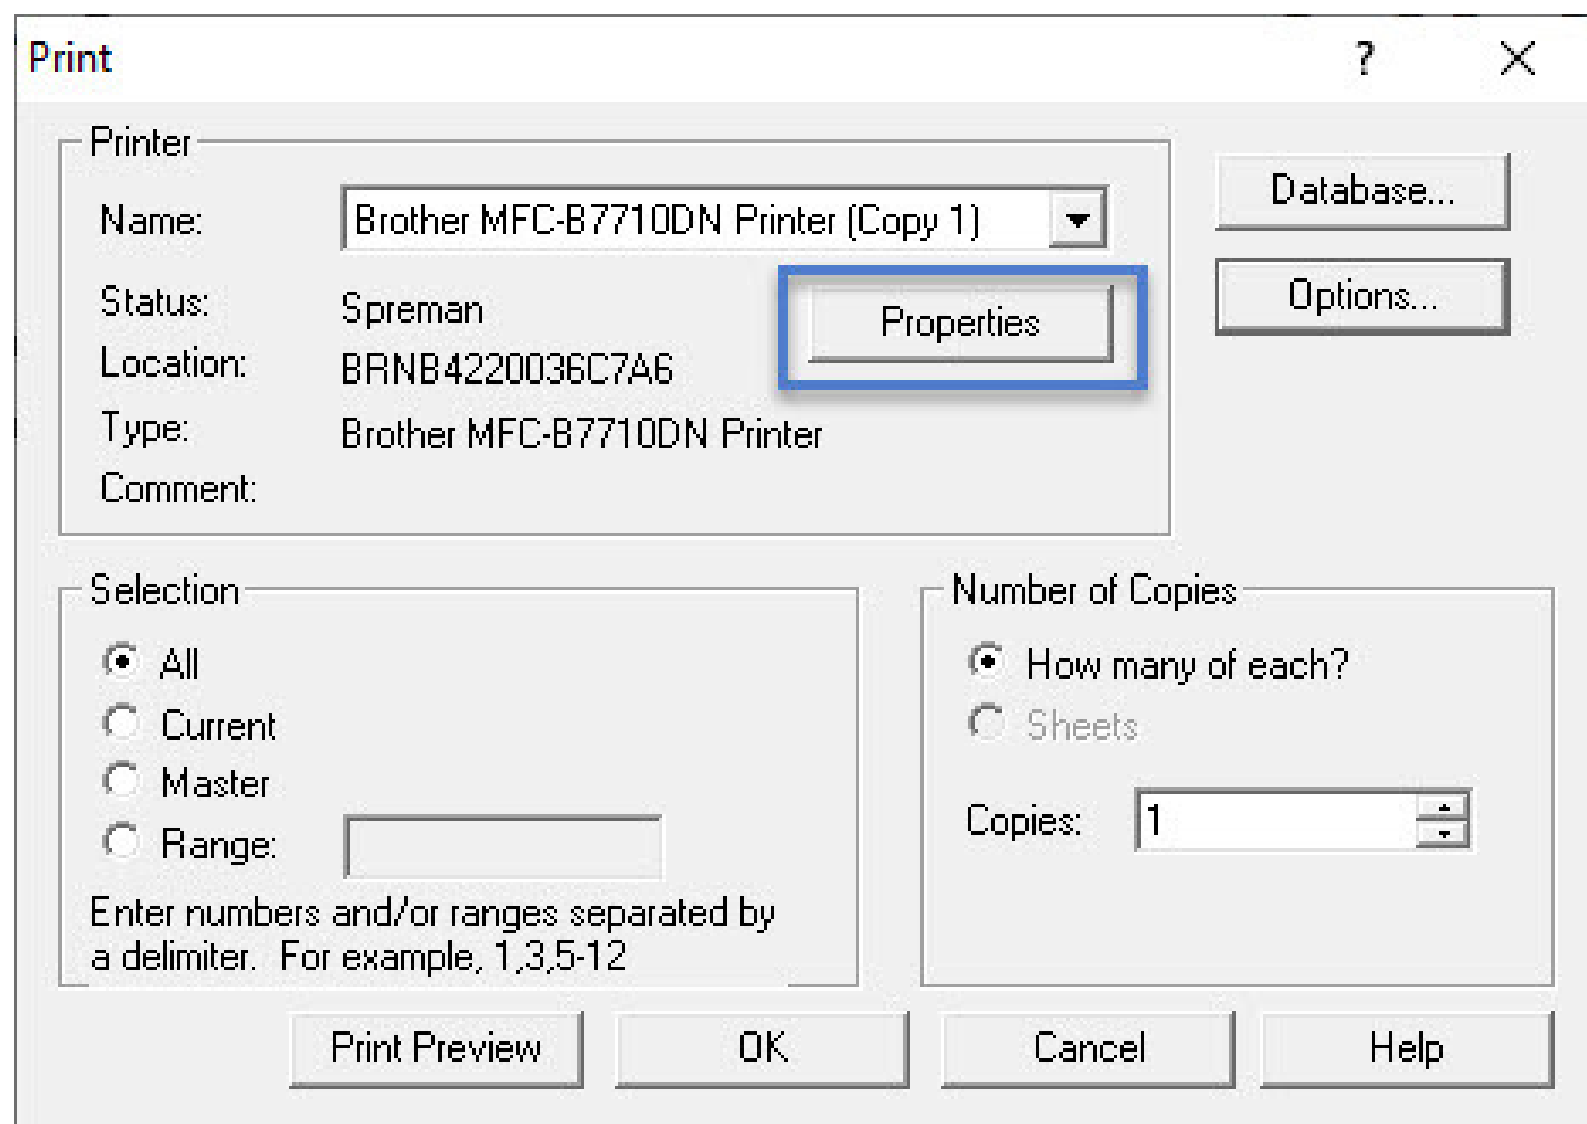 Print
?
Printer
Name: Brother MFC-B7710DN Printer (Copy 1)
Database...
Status: Spreman
Properties
Options...
Location: BRNB4220036C7A6
Type: Brother MFC-B7710DN Printer
Comment:
Selection
All
Current
Master
Range:
Enter numbers and/or ranges separated by
a delimiter. For example, 1,3,5-12
Number of Copies
How many of each?
Sheets
Copies: 1
Print Preview
OK
Cancel
Help